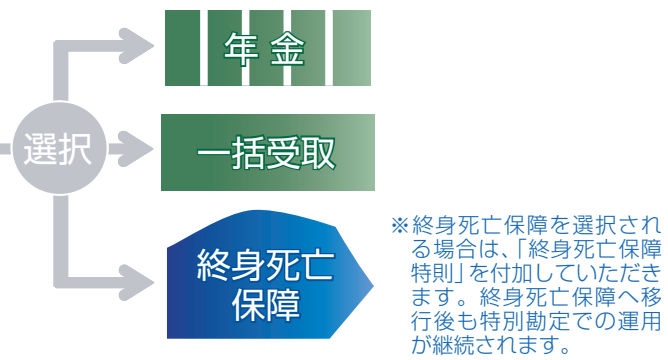 年金
選択
一括受取
終身死亡
保障
※終身死亡保障を選択され
る場合は、「終身死亡保障
特則」を付加していただき
ます。終身死亡保障へ移
行後も特別勘定での運用
が継続されます。